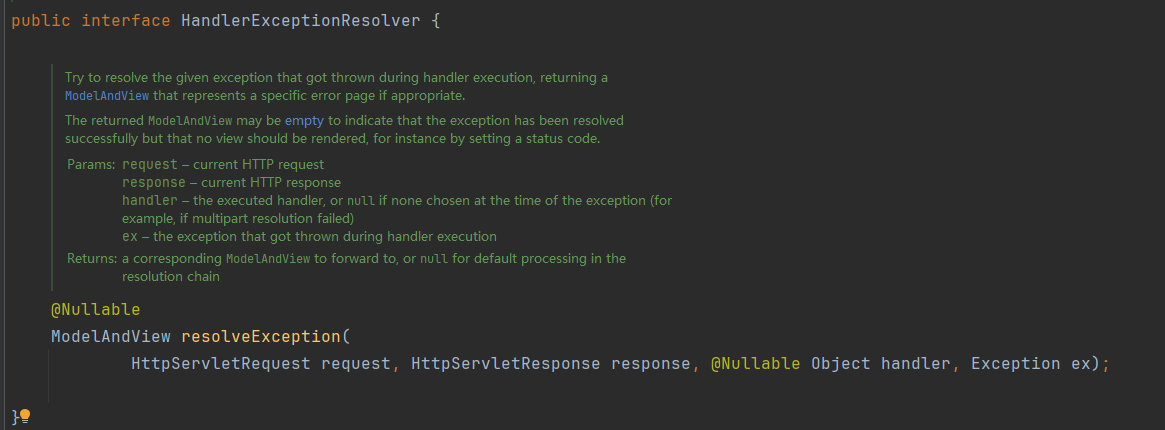 public interface HandlerExceptionResolver {
Try to resolve the given exception that got thrown during handler execution, returning a
ModelAndView that represents a specific error page if appropriate.
The returned ModelAndView may be empty to indicate that the exception has been resolved
successfully but that no view should be rendered, for instance by setting a status code.
Params: request – current HTTP request
response – current HTTP response
handler – the executed handler, or null if none chosen at the time of the exception (for
example, if multipart resolution failed)
ex – the exception that got thrown during handler execution
Returns: a corresponding ModelAndView to forward to, or null for default processing in the
resolution chain
@Nullable
ModelAndView resolveException(
HttpServletRequest request, HttpServletResponse response, @Nullable Object handler, Exception ex);
}